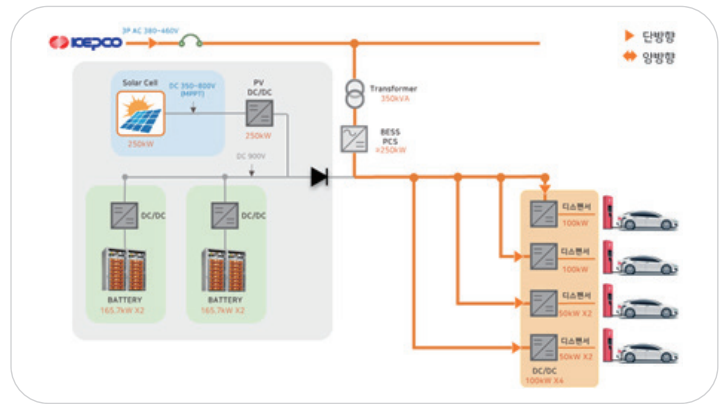 3P AC 380~460V
KEPCO
단방향
양방향
Solar Cell
250kW
DC 350~800V
(MPPT)
PV
DC/DC
250kW
Transformer
350kVA
BESS
PCS
±250kW
DC 900V
DC/DC
DC/DC
BATTERY
165.7kW X2
BATTERY
165.7kW X2
디스펜서
100kW
디스펜서
100kW
디스펜서
50kW X2
디스펜서
50kW X2
DC/DC
100kW X4